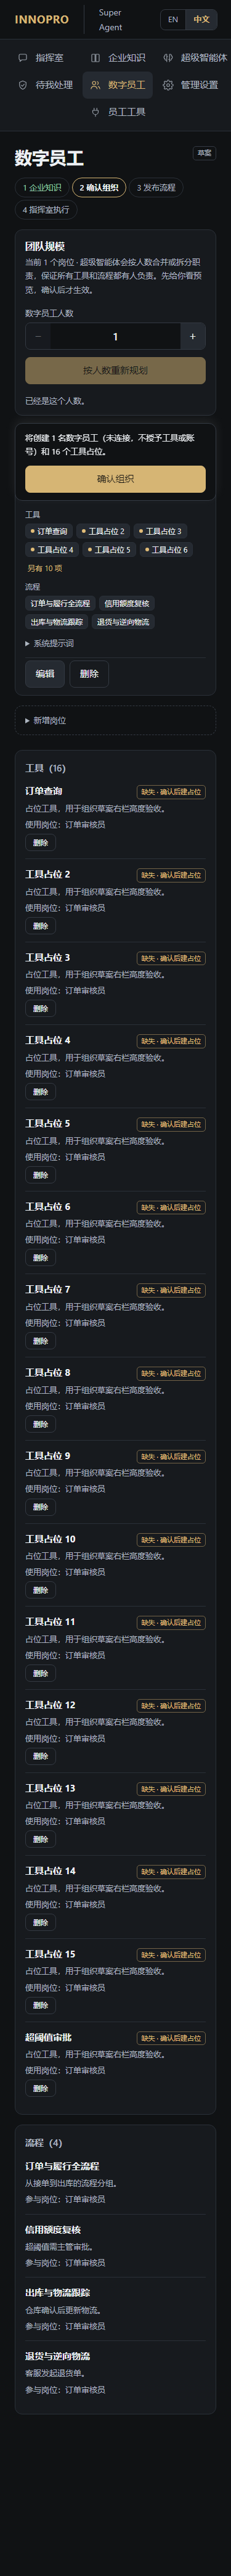 INNOPRO
Super
Agent
EN 中文
指挥室 企业知识 超级智能体
待我处理 数字员工 管理设置
员工工具
数字员工
草案
1 企业知识 2 确认组织 3 发布流程
4 指挥室执行
团队规模
当前 1 个岗位 · 超级智能体会按人数合并或拆分职
责，保证所有工具和流程都有人负责。先给你看预
览，确认后才生效。
数字员工人数
− 1 +
按人数重新规划
已经是这个人数。
将创建 1 名数字员工（未连接，不授予工具或账
号）和 16 个工具占位。
确认组织
工具
订单查询 工具占位 2 工具占位 3
工具占位 4 工具占位 5 工具占位 6
另有 10 项
流程
订单与履行全流程 信用额度复核
出库与物流跟踪 退货与逆向物流
系统提示词
编辑 删除
新增岗位
工具（16）
订单查询 缺失 · 确认后建占位
占位工具，用于组织草案右栏高度验收。
使用岗位：订单审核员
删除
工具占位 2 缺失 · 确认后建占位
占位工具，用于组织草案右栏高度验收。
使用岗位：订单审核员
删除
工具占位 3 缺失 · 确认后建占位
占位工具，用于组织草案右栏高度验收。
使用岗位：订单审核员
删除
工具占位 4 缺失 · 确认后建占位
占位工具，用于组织草案右栏高度验收。
使用岗位：订单审核员
删除
工具占位 5 缺失 · 确认后建占位
占位工具，用于组织草案右栏高度验收。
使用岗位：订单审核员
删除
工具占位 6 缺失 · 确认后建占位
占位工具，用于组织草案右栏高度验收。
使用岗位：订单审核员
删除
工具占位 7 缺失 · 确认后建占位
占位工具，用于组织草案右栏高度验收。
使用岗位：订单审核员
删除
工具占位 8 缺失 · 确认后建占位
占位工具，用于组织草案右栏高度验收。
使用岗位：订单审核员
删除
工具占位 9 缺失 · 确认后建占位
占位工具，用于组织草案右栏高度验收。
使用岗位：订单审核员
删除
工具占位 10 缺失 · 确认后建占位
占位工具，用于组织草案右栏高度验收。
使用岗位：订单审核员
删除
工具占位 11 缺失 · 确认后建占位
占位工具，用于组织草案右栏高度验收。
使用岗位：订单审核员
删除
工具占位 12 缺失 · 确认后建占位
占位工具，用于组织草案右栏高度验收。
使用岗位：订单审核员
删除
工具占位 13 缺失 · 确认后建占位
占位工具，用于组织草案右栏高度验收。
使用岗位：订单审核员
删除
工具占位 14 缺失 · 确认后建占位
占位工具，用于组织草案右栏高度验收。
使用岗位：订单审核员
删除
工具占位 15 缺失 · 确认后建占位
占位工具，用于组织草案右栏高度验收。
使用岗位：订单审核员
删除
超阈值审批 缺失 · 确认后建占位
占位工具，用于组织草案右栏高度验收。
使用岗位：订单审核员
删除
流程（4）
订单与履行全流程
从接单到出库的流程分组。
参与岗位：订单审核员
信用额度复核
超阈值需主管审批。
参与岗位：订单审核员
出库与物流跟踪
仓库确认后更新物流。
参与岗位：订单审核员
退货与逆向物流
客服发起退货单。
参与岗位：订单审核员